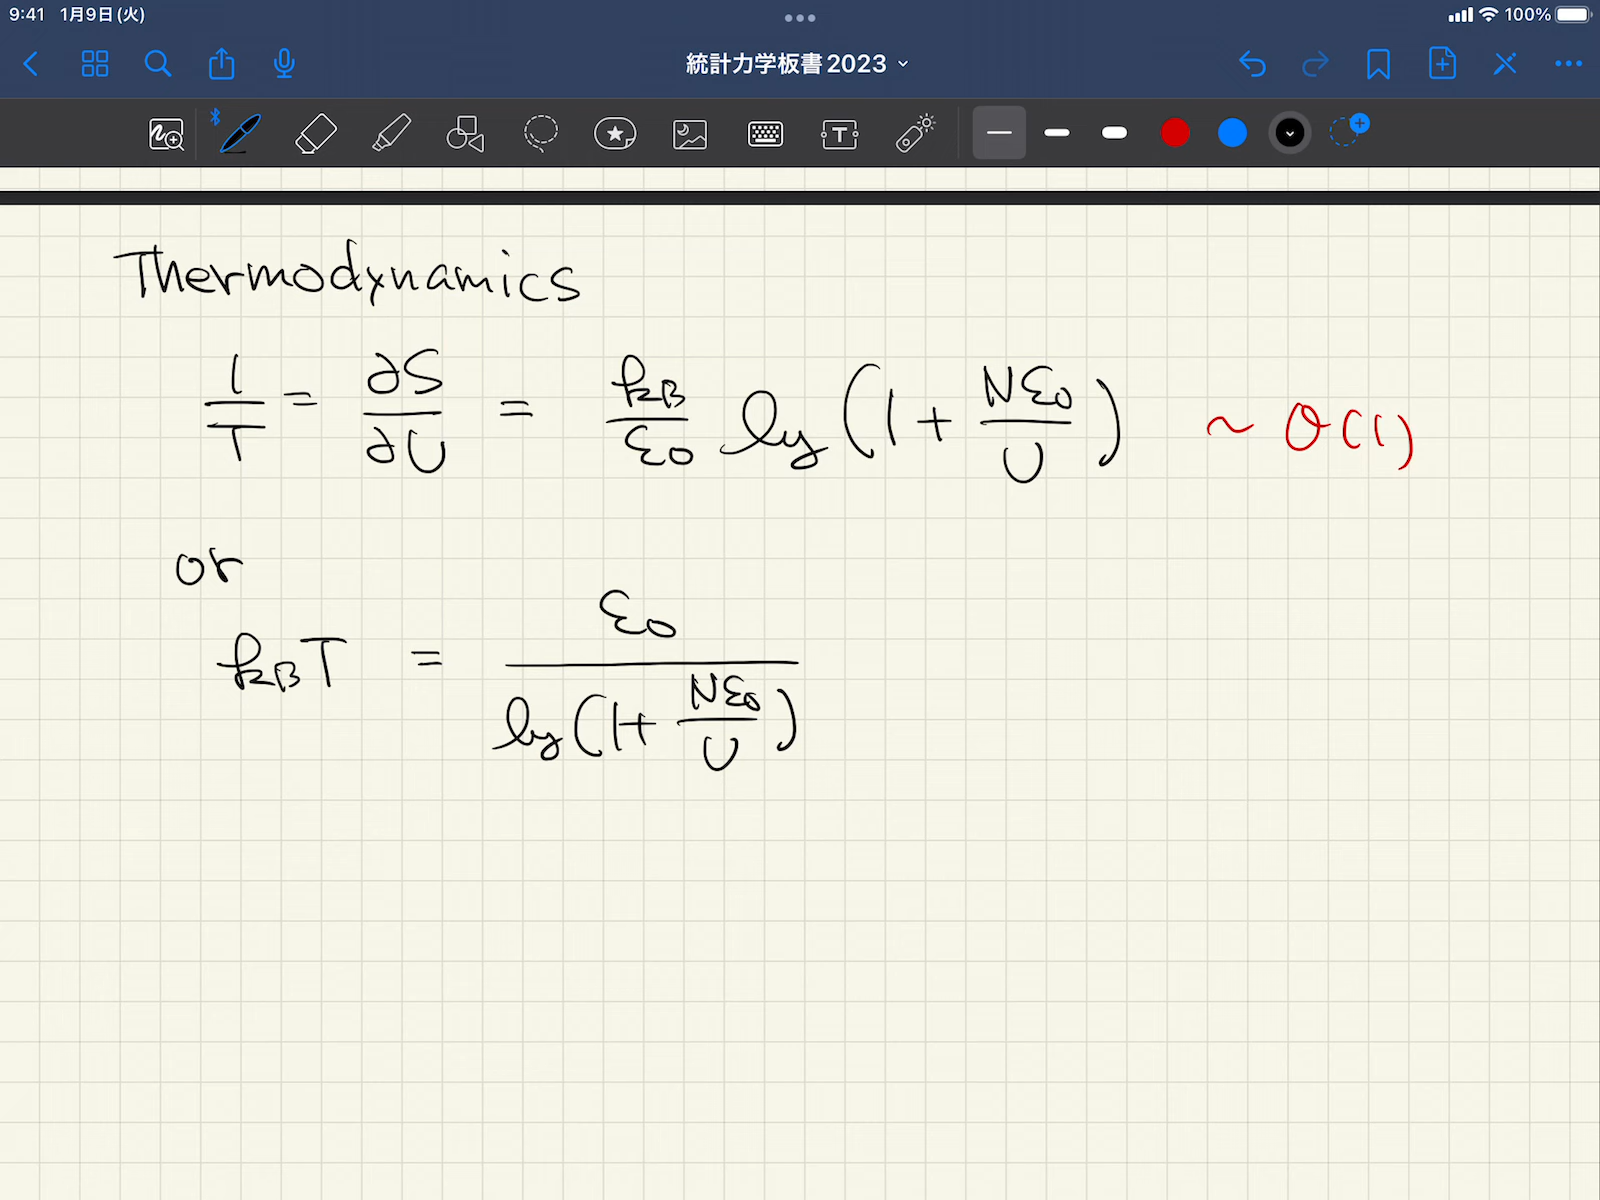 9:41 1月9日(火) 100%
統計力学板書2023
Thermodynamics
1/T = ∂S/∂U = k_B/ε₀ log(1 + Nε₀/U) ~ O(1)
or
k_BT = ε₀/log(1 + Nε₀/U)